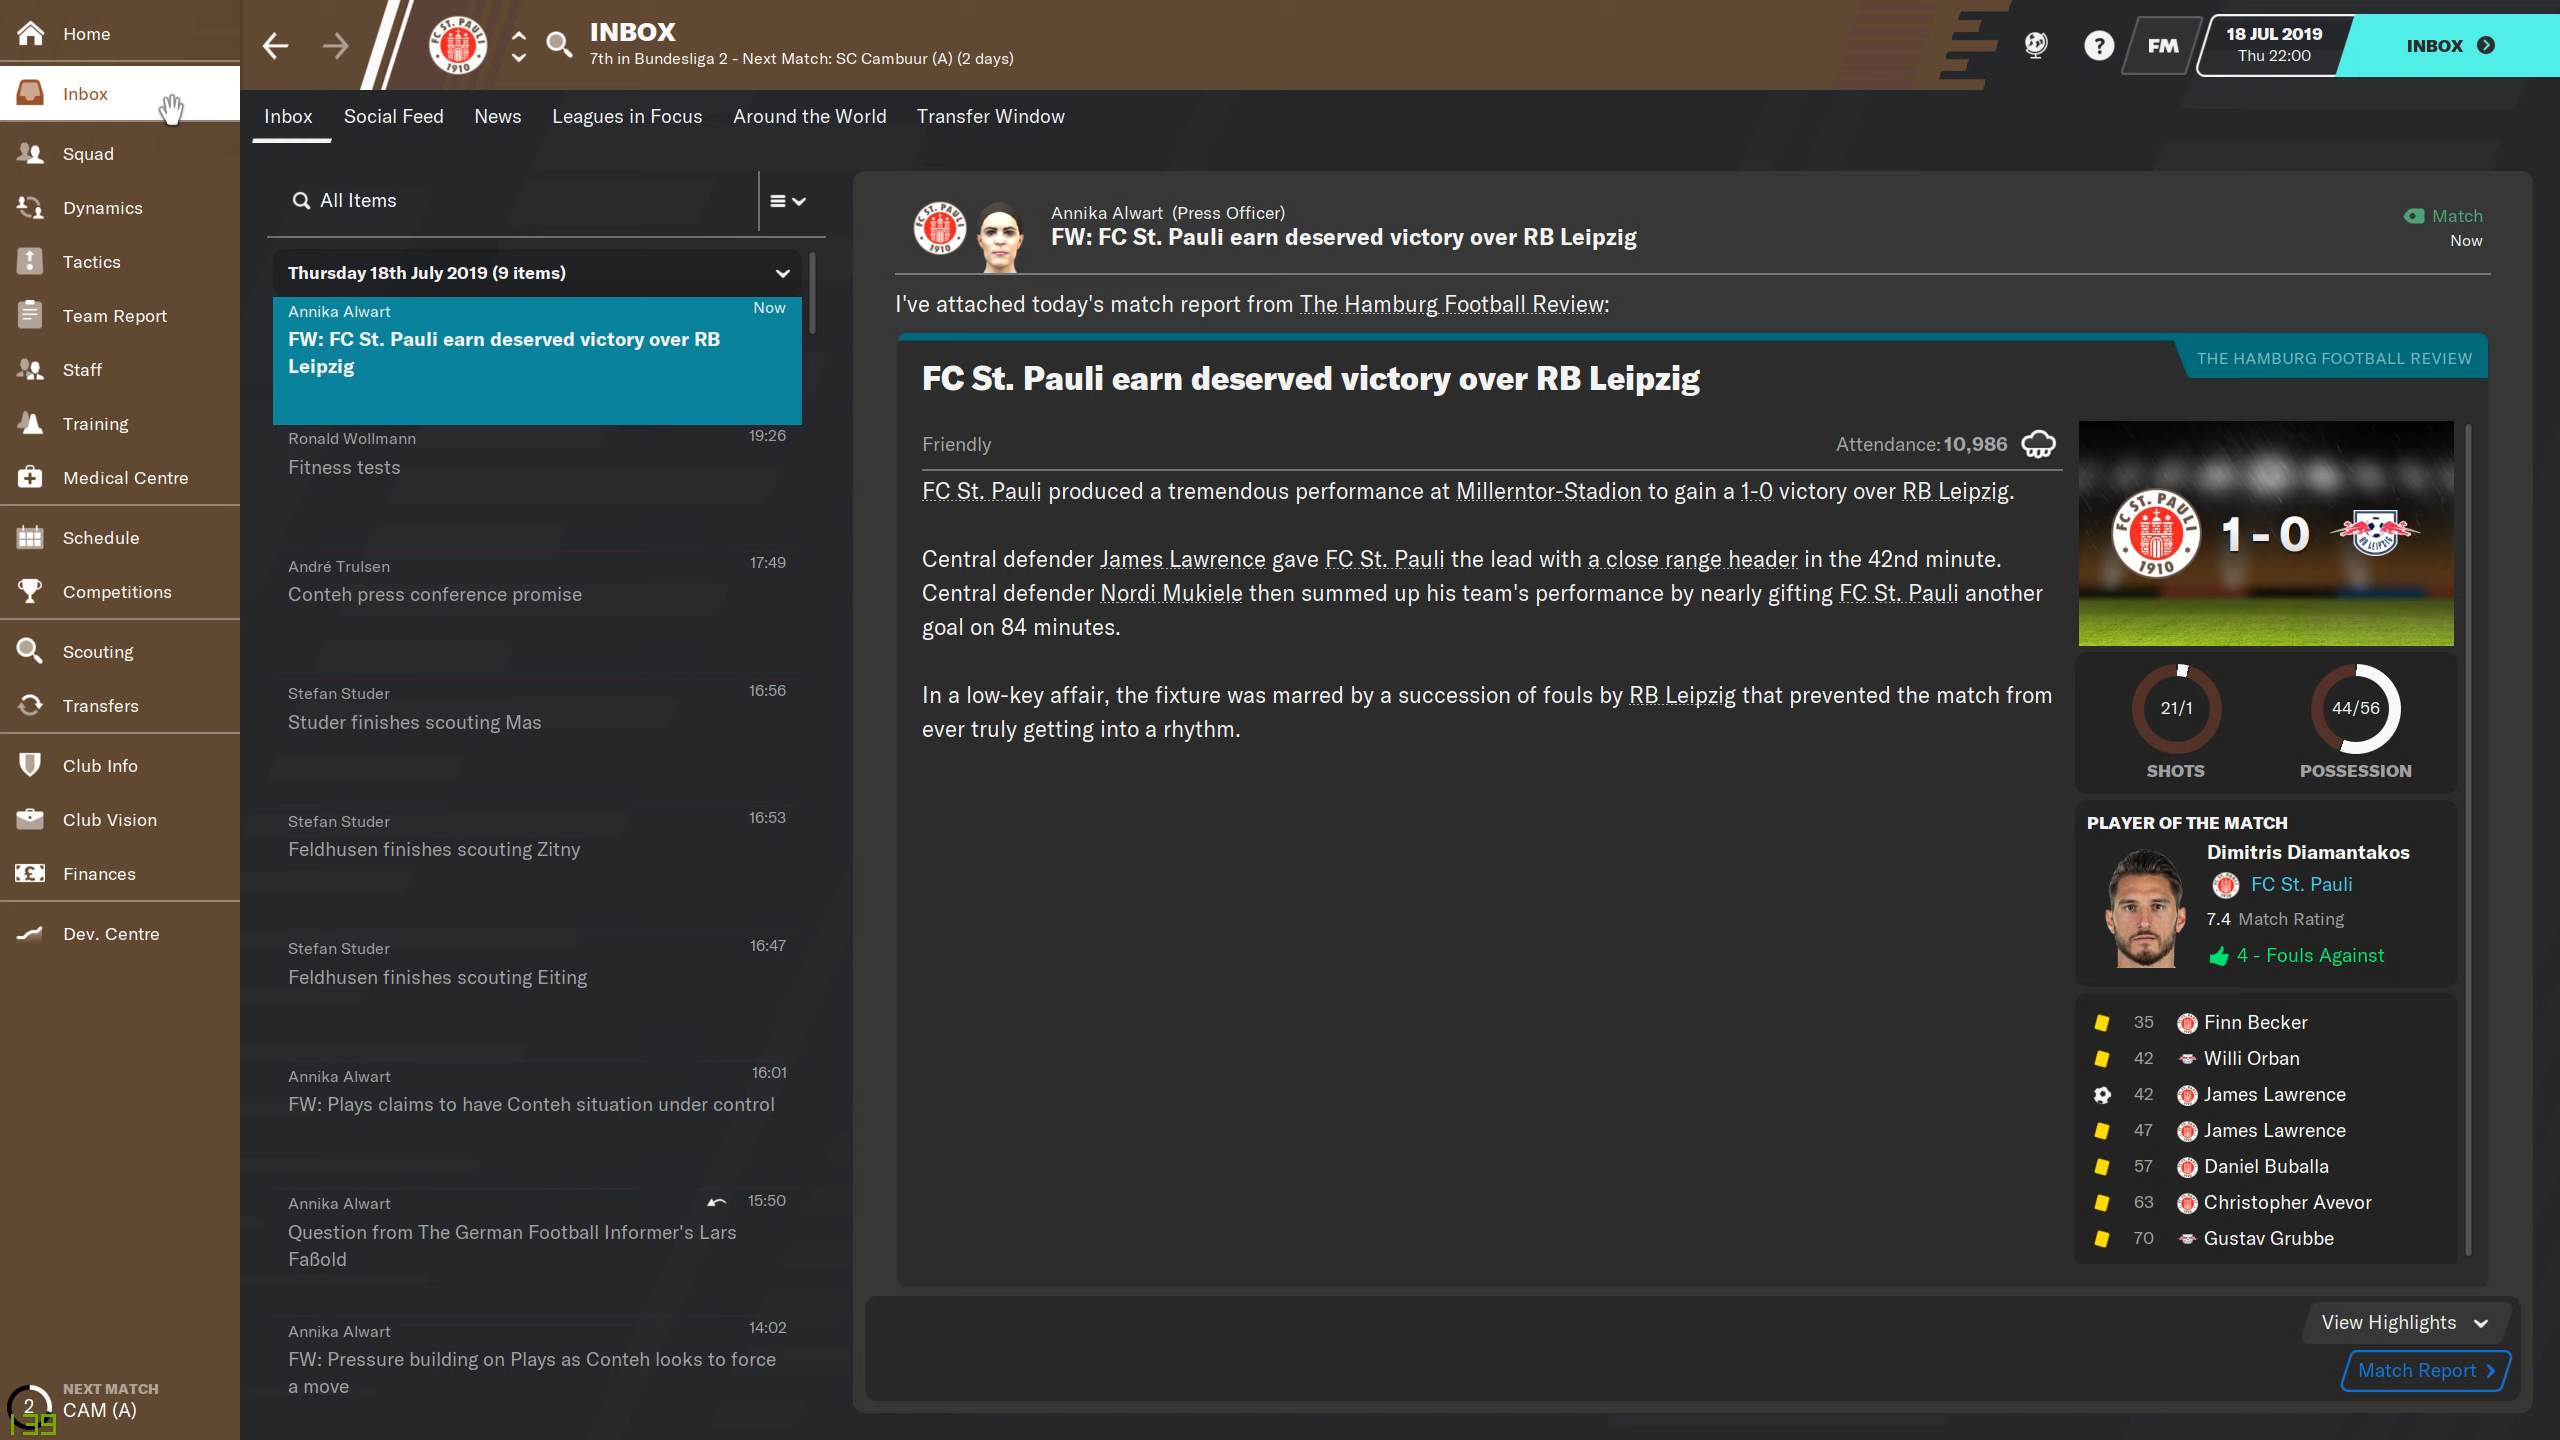 Home
Inbox
Squad
Dynamics
Tactics
Team Report
Staff
Training
Medical Centre
Schedule
Competitions
Scouting
Transfers
Club Info
Club Vision
Finances
Dev. Centre
NEXT MATCH
2
CAM (A)
139
FC ST. PAULI
1910
INBOX
7th in Bundesliga 2 - Next Match: SC Cambuur (A) (2 days)
?
FM
18 JUL 2019
Thu 22:00
INBOX
Inbox Social Feed News Leagues in Focus Around the World Transfer Window
All Items
Thursday 18th July 2019 (9 items)
Annika Alwart Now
FW: FC St. Pauli earn deserved victory over RB
Leipzig
Ronald Wollmann 19:26
Fitness tests
André Trulsen 17:49
Conteh press conference promise
Stefan Studer 16:56
Studer finishes scouting Mas
Stefan Studer 16:53
Feldhusen finishes scouting Zitny
Stefan Studer 16:47
Feldhusen finishes scouting Eiting
Annika Alwart 16:01
FW: Plays claims to have Conteh situation under control
Annika Alwart 15:50
Question from The German Football Informer's Lars
Faßold
Annika Alwart 14:02
FW: Pressure building on Plays as Conteh looks to force
a move
FC ST. PAULI
1910
Annika Alwart (Press Officer)
FW: FC St. Pauli earn deserved victory over RB Leipzig
Match
Now
I've attached today's match report from The Hamburg Football Review:
THE HAMBURG FOOTBALL REVIEW
FC St. Pauli earn deserved victory over RB Leipzig
Friendly Attendance: 10,986
FC St. Pauli produced a tremendous performance at Millerntor-Stadion to gain a 1-0 victory over RB Leipzig.
Central defender James Lawrence gave FC St. Pauli the lead with a close range header in the 42nd minute.
Central defender Nordi Mukiele then summed up his team's performance by nearly gifting FC St. Pauli another
goal on 84 minutes.
In a low-key affair, the fixture was marred by a succession of fouls by RB Leipzig that prevented the match from
ever truly getting into a rhythm.
FC ST. PAULI
1910
1 - 0
RB LEIPZIG
21/1 44/56
SHOTS POSSESSION
PLAYER OF THE MATCH
Dimitris Diamantakos
FC St. Pauli
7.4 Match Rating
4 - Fouls Against
35 Finn Becker
42 Willi Orban
42 James Lawrence
47 James Lawrence
57 Daniel Buballa
63 Christopher Avevor
70 Gustav Grubbe
View Highlights
Match Report